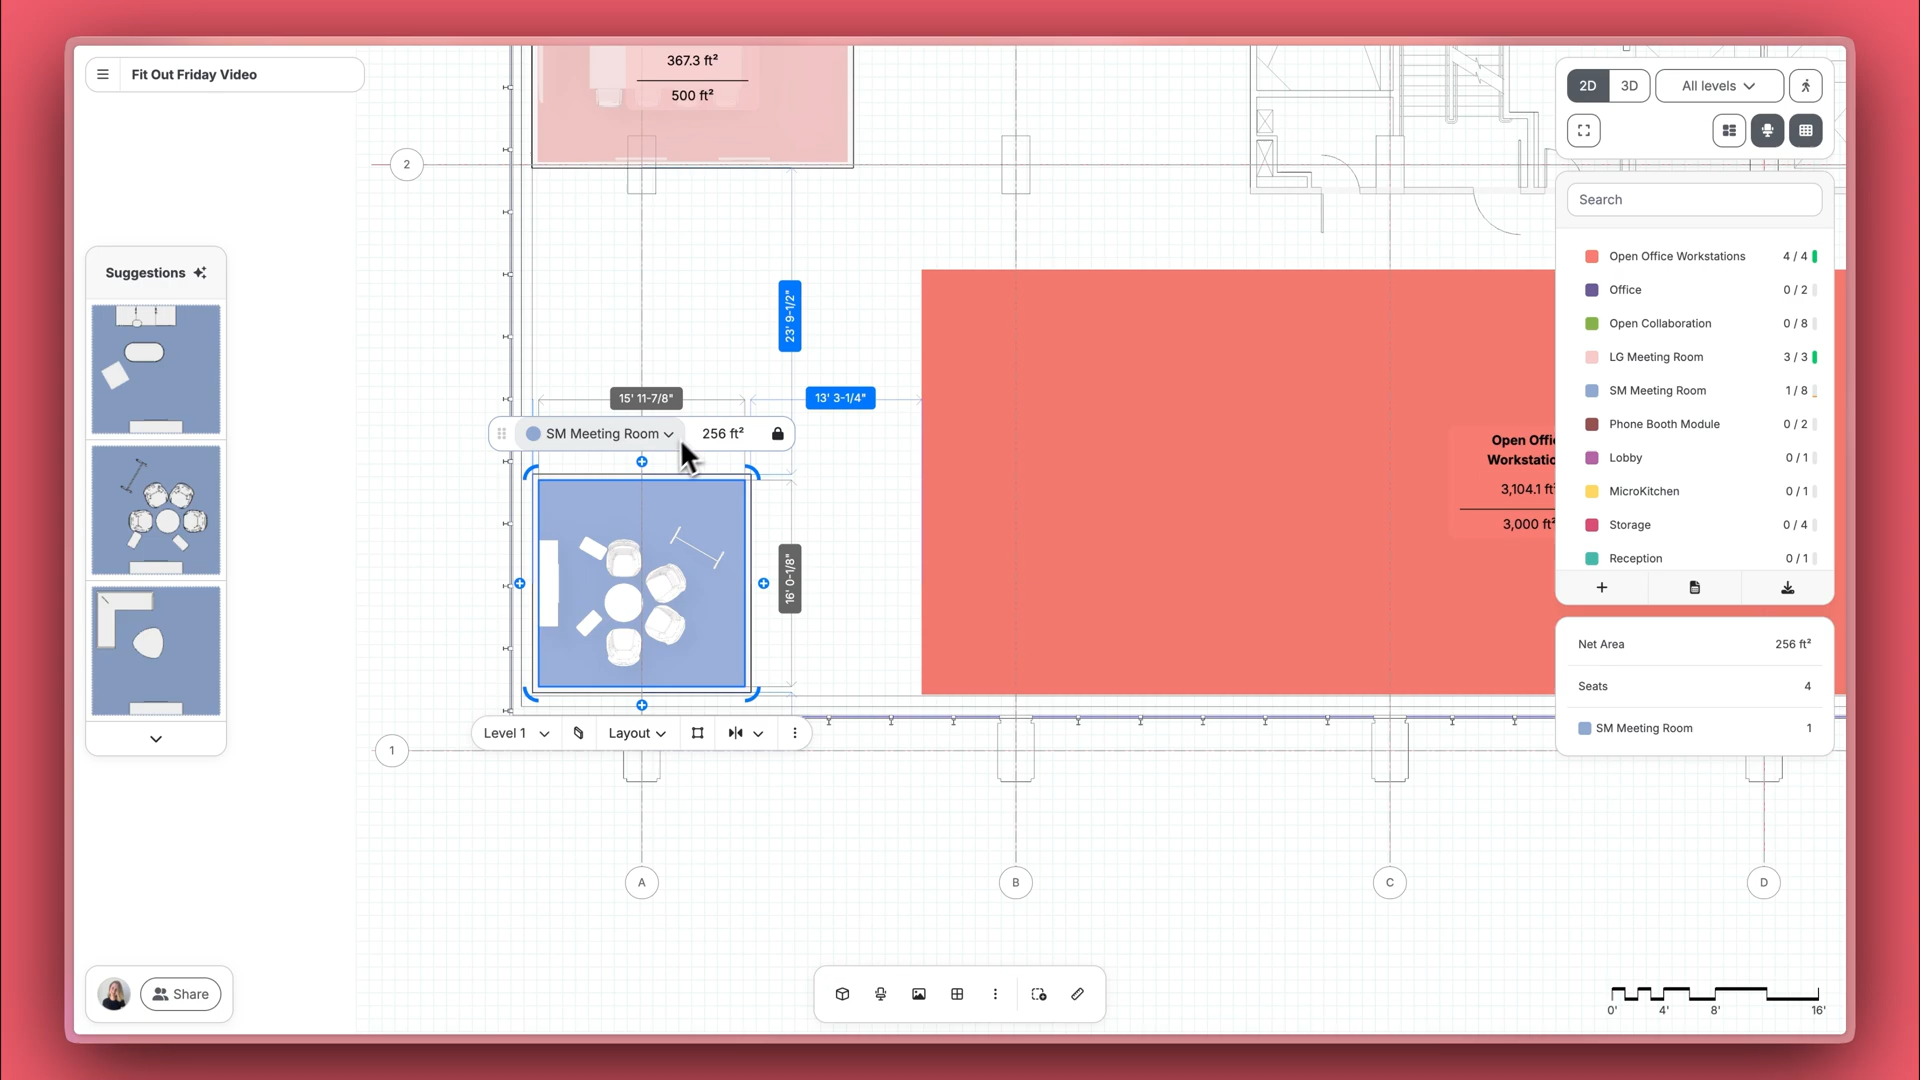 Fit Out Friday Video
Suggestions
Share
367.3 ft²
500 ft²
2
23' 9-1/2"
15' 11-7/8"
13' 3-1/4"
SM Meeting Room
256 ft²
16' 0-1/8"
Level 1
Layout
1
A
B
C
D
3,104.1
3,000
2D
3D
All levels
Search
Open Office Workstations 4 / 4
Office 0 / 2
Open Collaboration 0 / 8
LG Meeting Room 3 / 3
SM Meeting Room 1 / 8
Phone Booth Module 0 / 2
Lobby 0 / 1
MicroKitchen 0 / 1
Storage 0 / 4
Reception 0 / 1
Net Area 256 ft²
Seats 4
SM Meeting Room 1
0' 4' 8' 16'